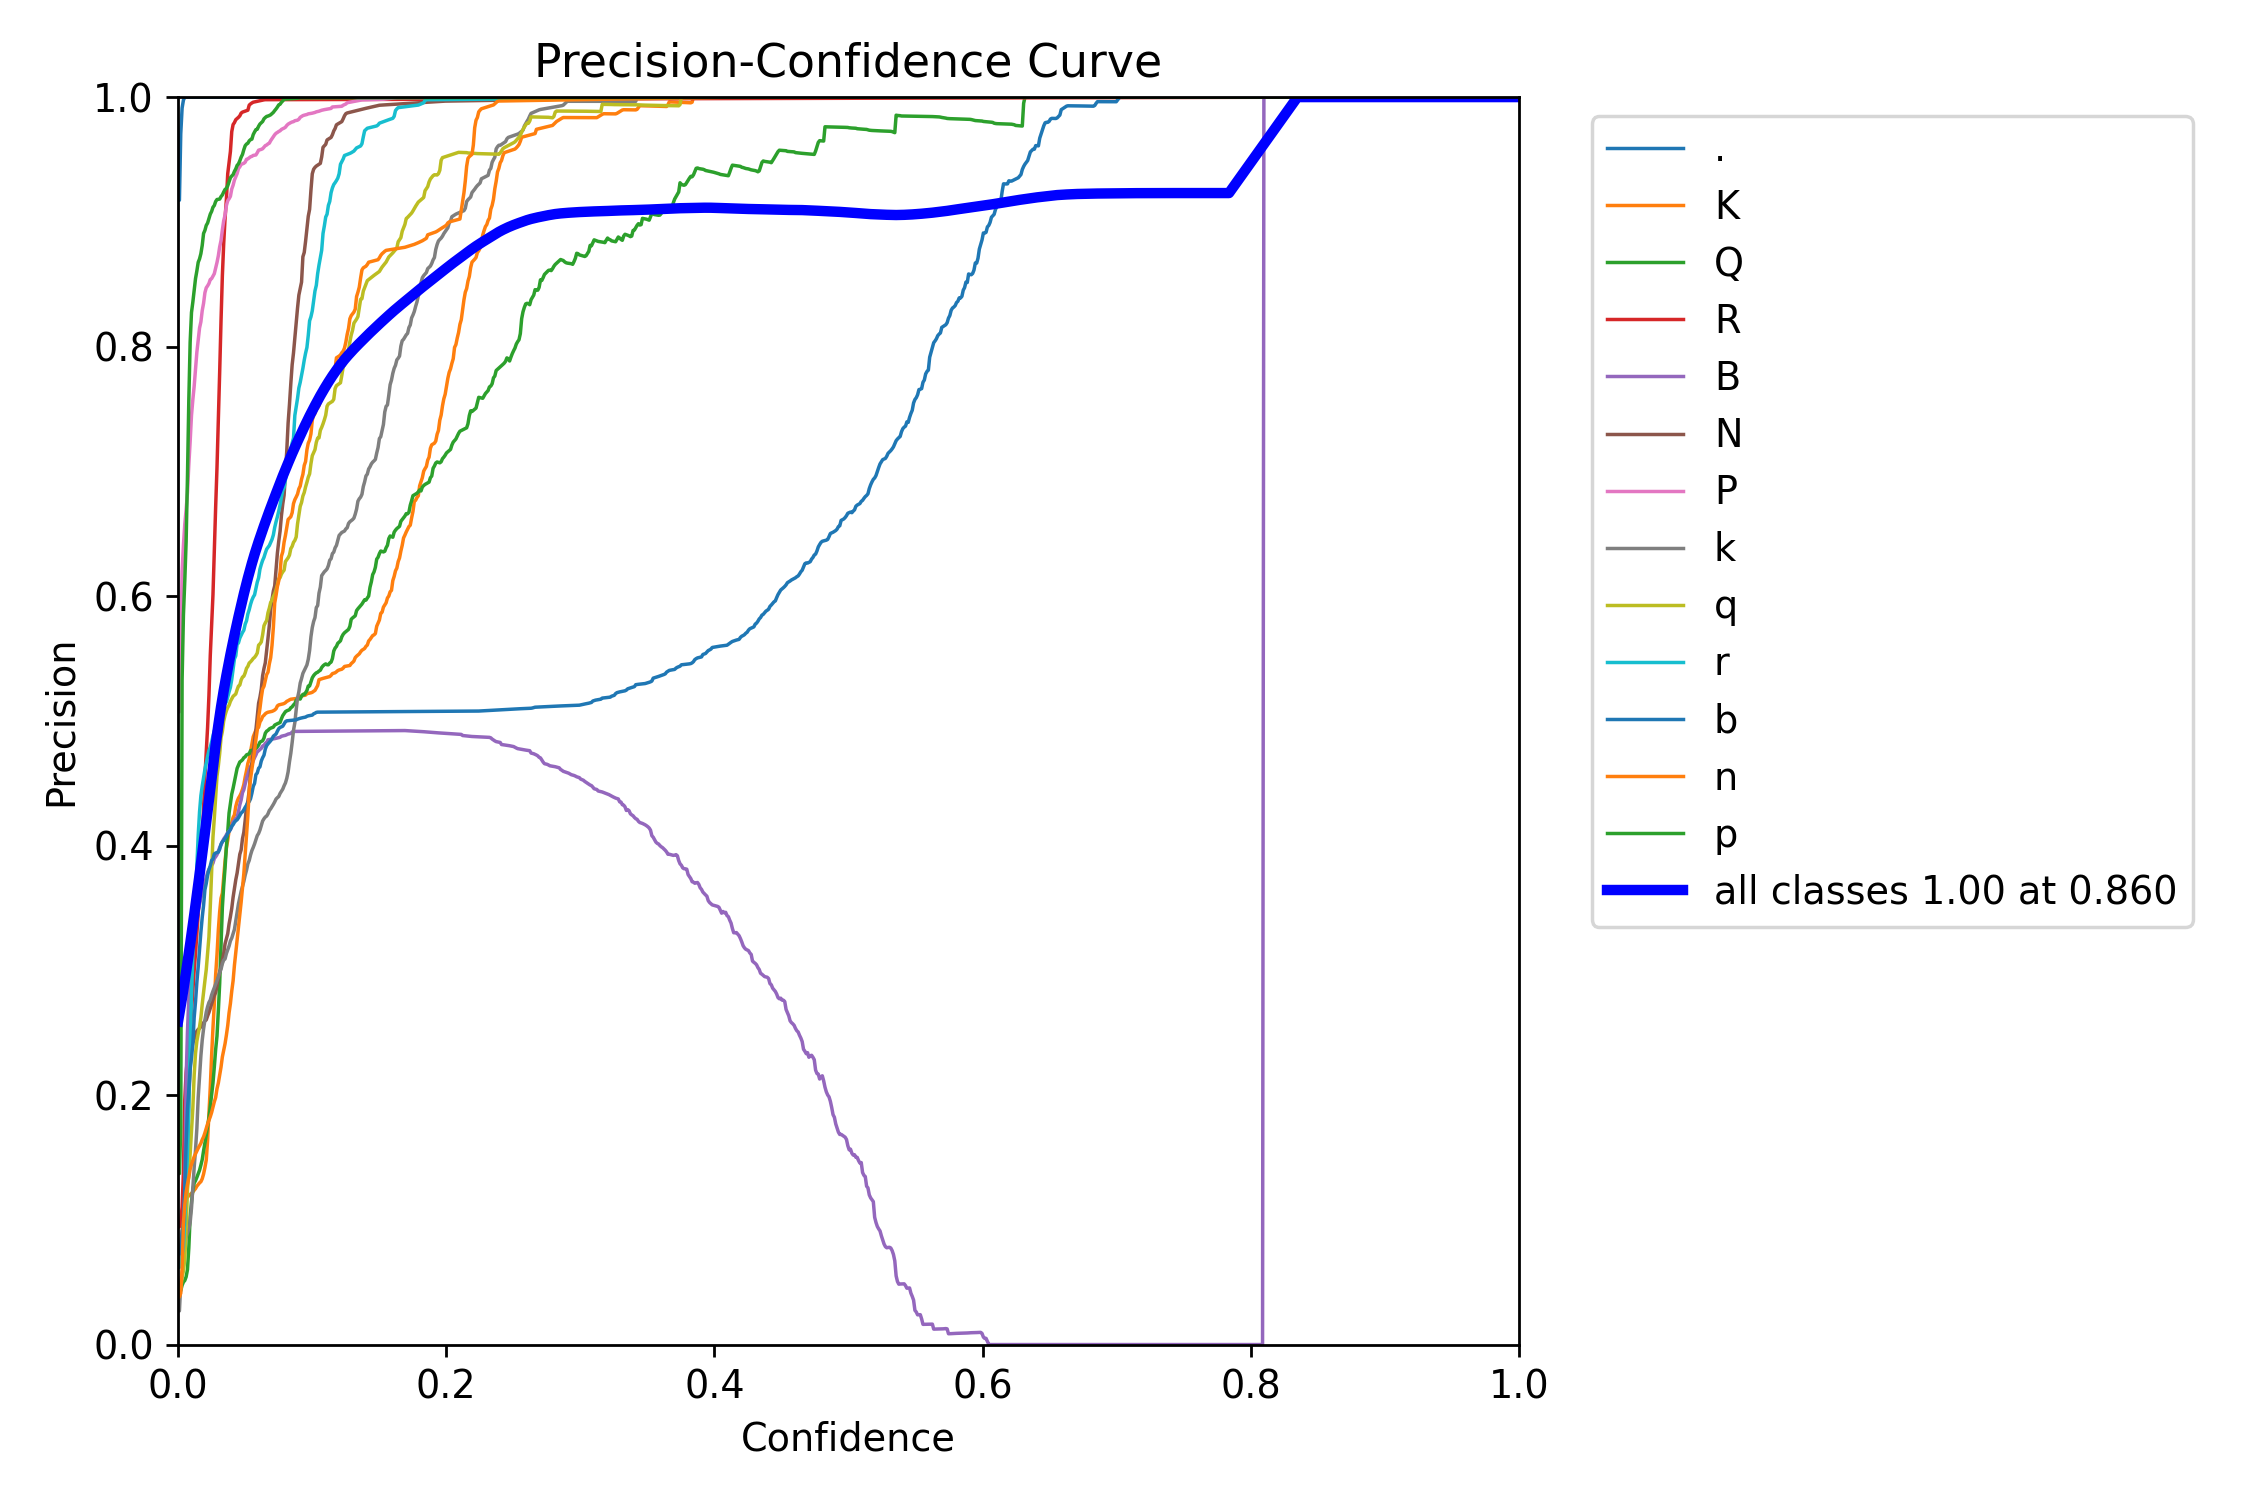 Precision-Confidence Curve
1.0
0.8
0.6
0.4
0.2
0.0
Precision
0.0 0.2 0.4 0.6 0.8 1.0
Confidence
.
K
Q
R
B
N
P
k
q
r
b
n
p
all classes 1.00 at 0.860